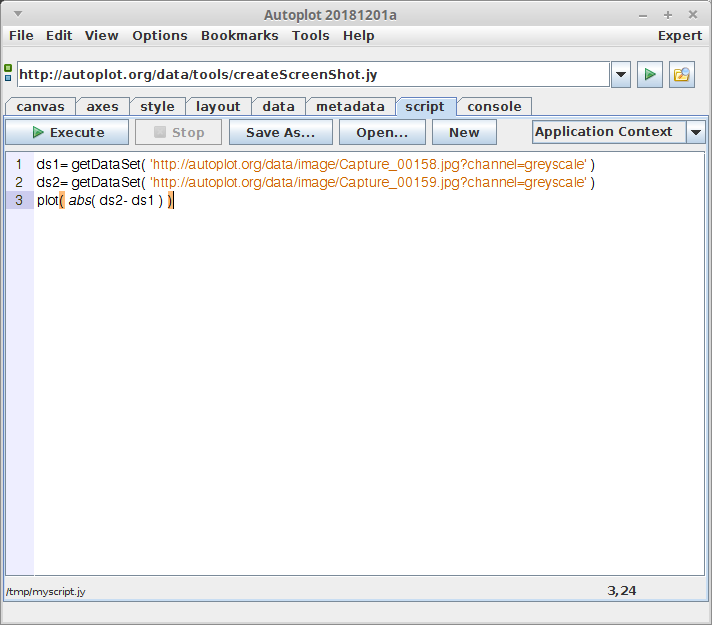 Autoplot 20181201a
File Edit View Options Bookmarks Tools Help Expert
http://autoplot.org/data/tools/createScreenShot.jy
canvas axes style layout data metadata script console
Execute Stop Save As... Open... New Application Context
1 ds1= getDataSet( 'http://autoplot.org/data/image/Capture_00158.jpg?channel=greyscale' )
2 ds2= getDataSet( 'http://autoplot.org/data/image/Capture_00159.jpg?channel=greyscale' )
3 plot( abs( ds2- ds1 ) )
/tmp/myscript.jy 3,24